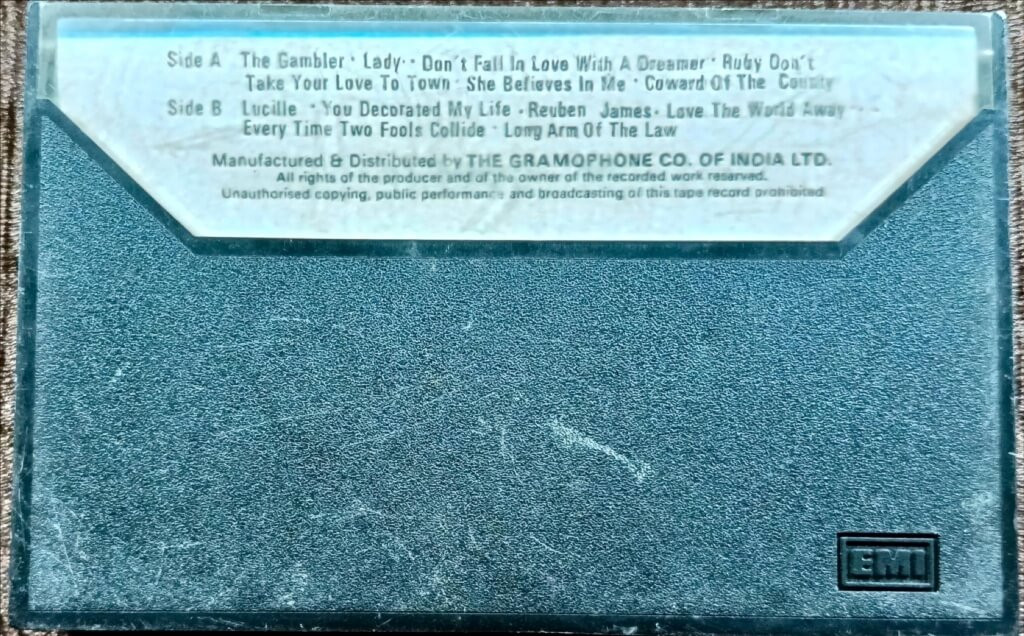 Side A The Gambler · Lady · Don't Fall In Love With A Dreamer · Ruby Don't
Take Your Love To Town · She Believes In Me · Coward Of The County
Side B Lucille · You Decorated My Life · Reuben James · Love The World Away
Every Time Two Fools Collide · Long Arm Of The Law
Manufactured & Distributed by THE GRAMOPHONE CO. OF INDIA LTD.
All rights of the producer and of the owner of the recorded work reserved.
Unauthorised copying, public performance and broadcasting of this tape record prohibited
EMI